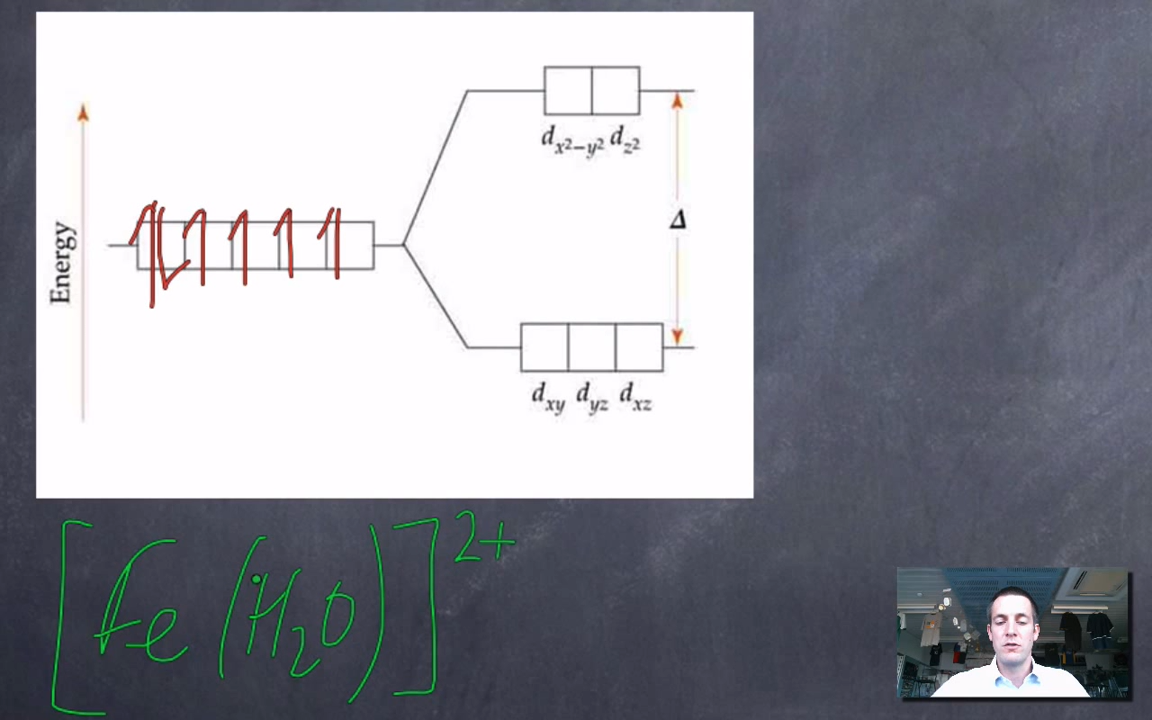 d_{x²−y²} d_{z²}
Δ
Energy
d_{xy} d_{yz} d_{xz}
[Fe(H₂O)]²⁺